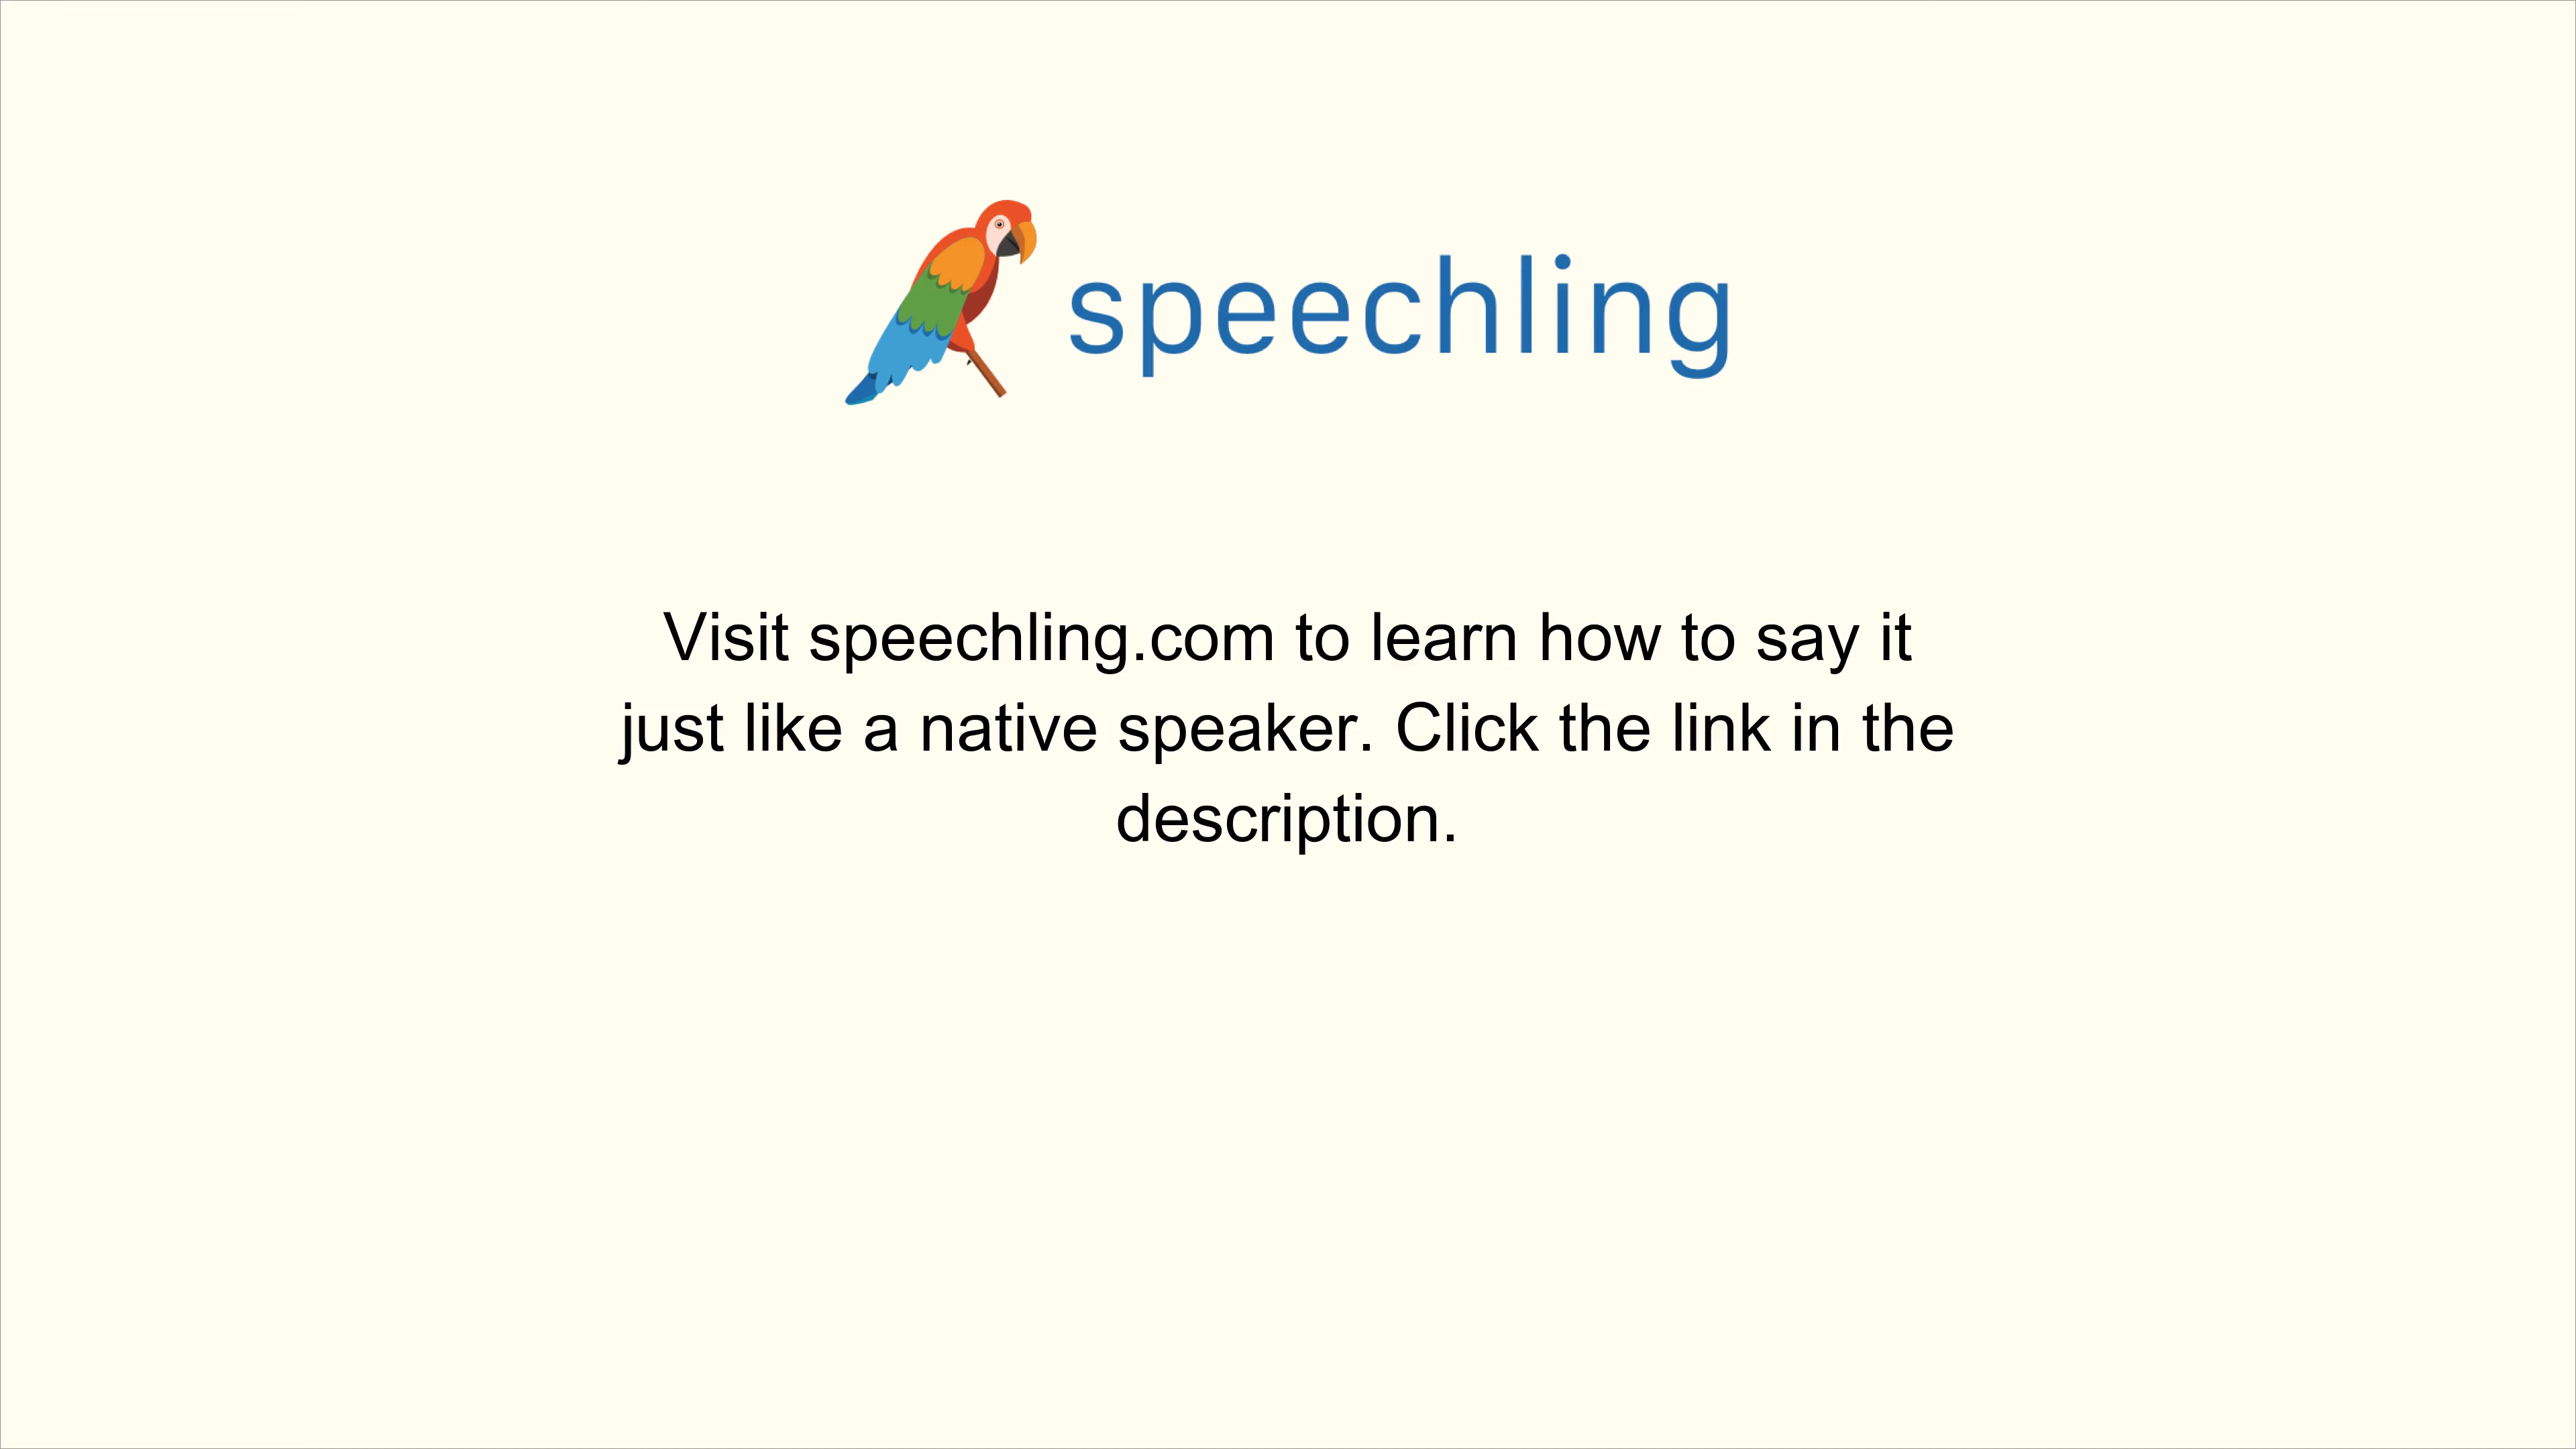 speechling
Visit speechling.com to learn how to say it
just like a native speaker. Click the link in the
description.